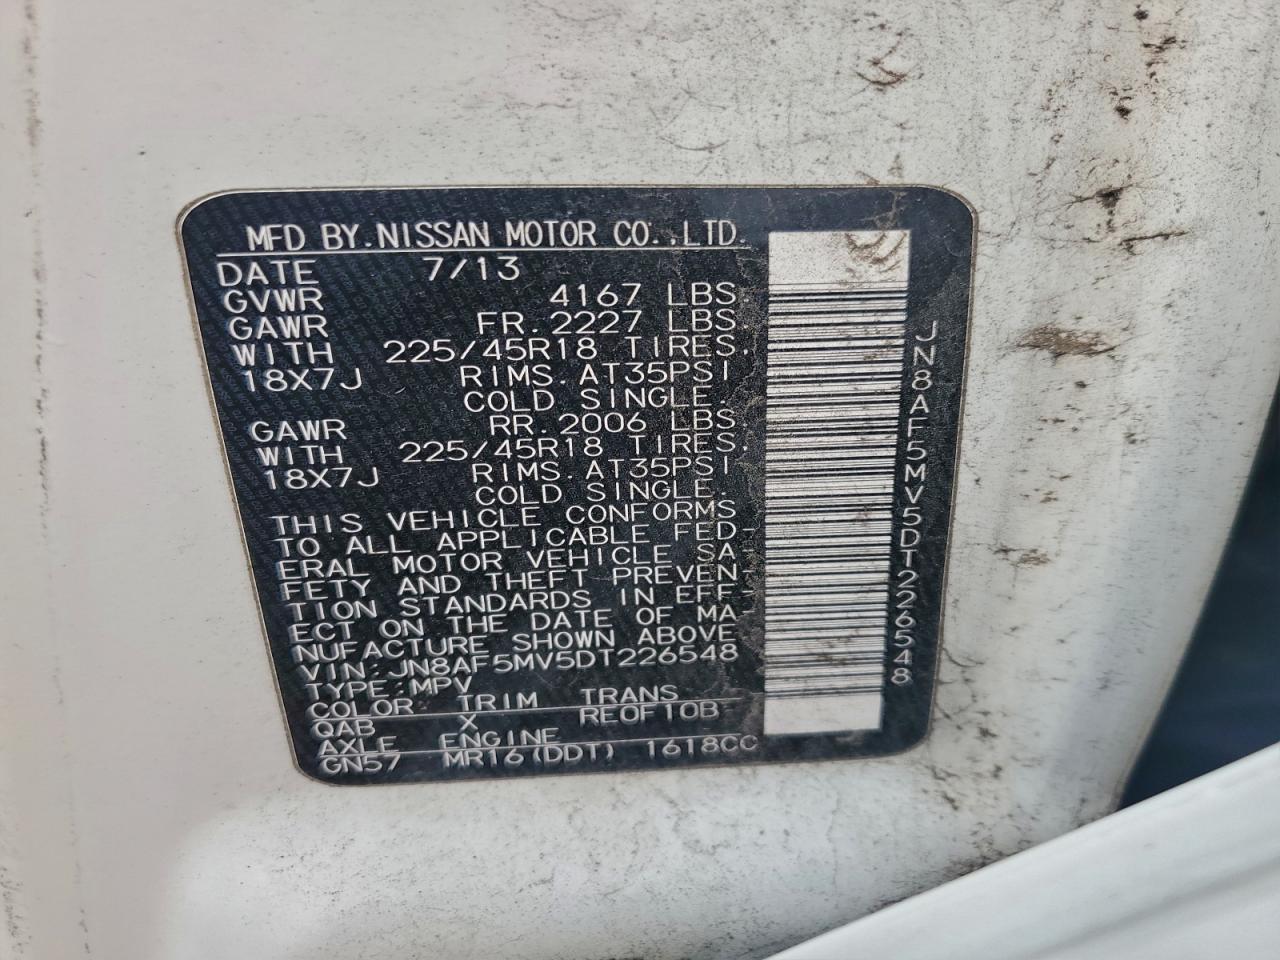 MFD BY.NISSAN MOTOR CO.,LTD.
DATE 7/13
GVWR 4167 LBS.
GAWR FR.2227 LBS.
WITH 225/45R18 TIRES.
18X7J RIMS.AT35PSI
COLD SINGLE.
GAWR RR.2006 LBS
WITH 225/45R18 TIRES.
18X7J RIMS.AT35PSI
COLD SINGLE.
THIS VEHICLE CONFORMS
TO ALL APPLICABLE FED-
ERAL MOTOR VEHICLE SA-
FETY AND THEFT PREVEN-
TION STANDARDS IN EFF-
ECT ON THE DATE OF MA-
NUFACTURE SHOWN ABOVE
VIN:JN8AF5MV5DT226548
TYPE:MPV
COLOR TRIM TRANS
QAB X RE0F10B
AXLE ENGINE
GN57 MR16(DDT) 1618CC
JN8AF5MV5DT226548